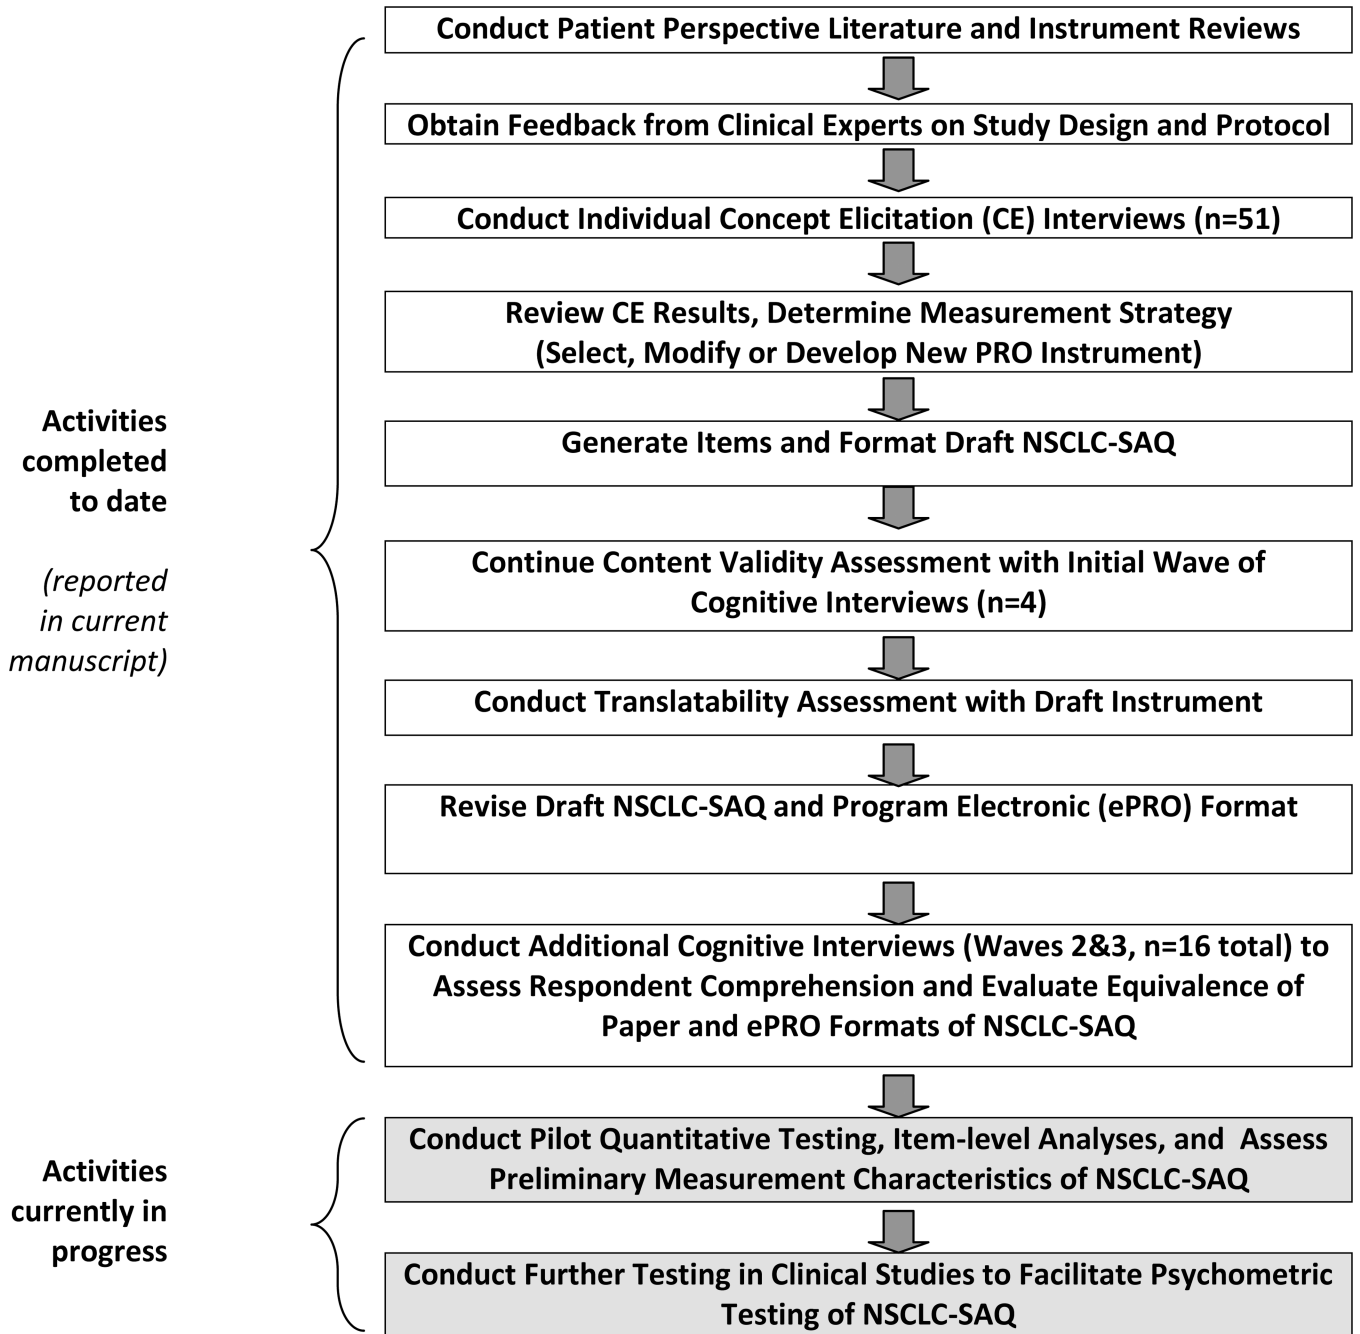 Conduct Patient Perspective Literature and Instrument Reviews
Obtain Feedback from Clinical Experts on Study Design and Protocol
Conduct Individual Concept Elicitation (CE) Interviews (n=51)
Review CE Results, Determine Measurement Strategy
(Select, Modify or Develop New PRO Instrument)
Generate Items and Format Draft NSCLC-SAQ
Continue Content Validity Assessment with Initial Wave of
Cognitive Interviews (n=4)
Conduct Translatability Assessment with Draft Instrument
Revise Draft NSCLC-SAQ and Program Electronic (ePRO) Format
Conduct Additional Cognitive Interviews (Waves 2&3, n=16 total) to
Assess Respondent Comprehension and Evaluate Equivalence of
Paper and ePRO Formats of NSCLC-SAQ
Activities
completed
to date
(reported
in current
manuscript)
Conduct Pilot Quantitative Testing, Item-level Analyses, and Assess
Preliminary Measurement Characteristics of NSCLC-SAQ
Conduct Further Testing in Clinical Studies to Facilitate Psychometric
Testing of NSCLC-SAQ
Activities
currently in
progress